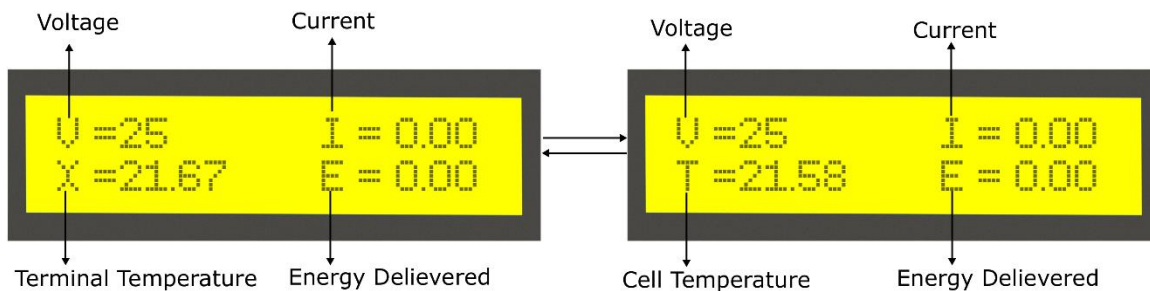 Voltage Current Voltage Current
V =25 I = 0.00 V =25 I = 0.00
X =21.67 E = 0.00 T =21.58 E = 0.00
Terminal Temperature Energy Delievered Cell Temperature Energy Delievered